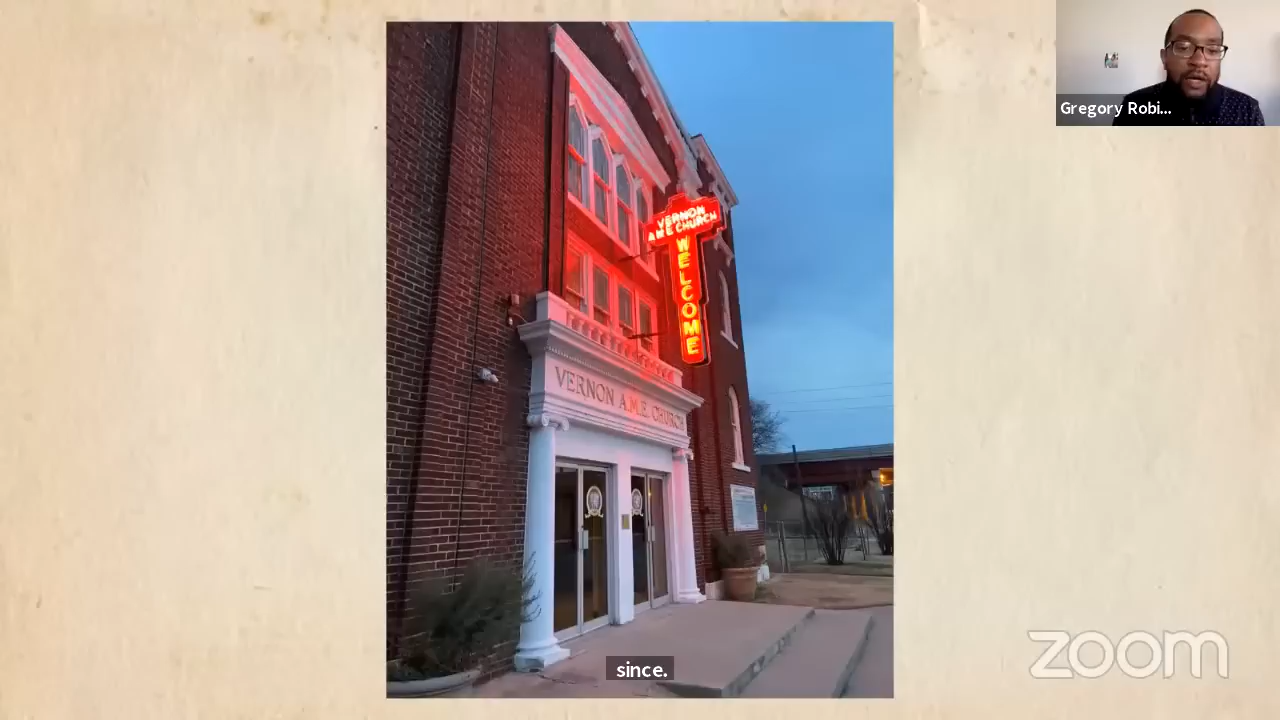 Gregory Robi...
VERNON
A.M.E. CHURCH
WELCOME
VERNON A.M.E. CHURCH
since.
zoom